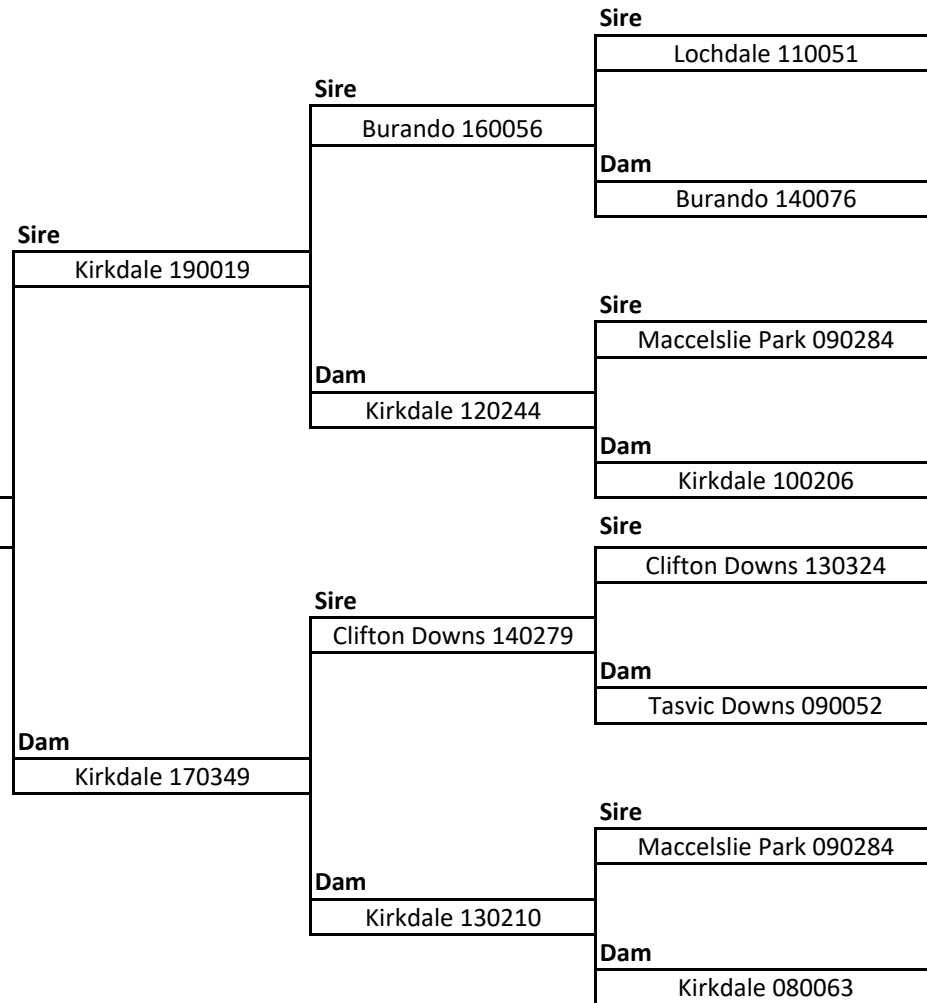 Sire
Lochdale 110051
Sire
Burando 160056
Dam
Burando 140076
Sire
Kirkdale 190019
Sire
Maccelslie Park 090284
Dam
Kirkdale 120244
Dam
Kirkdale 100206
Sire
Clifton Downs 130324
Sire
Clifton Downs 140279
Dam
Tasvic Downs 090052
Dam
Kirkdale 170349
Sire
Maccelslie Park 090284
Dam
Kirkdale 130210
Dam
Kirkdale 080063